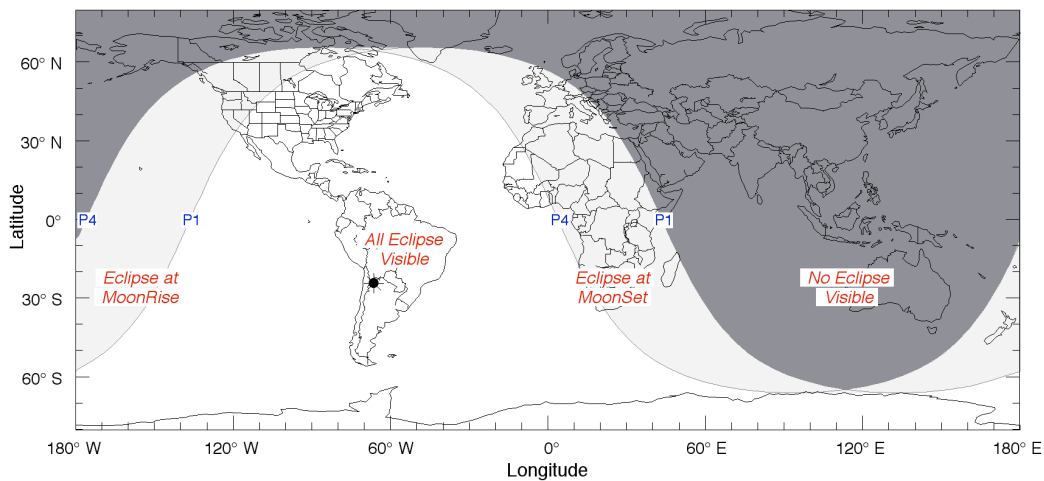 60° N
30° N
0°
30° S
60° S
Latitude
P4
P1
P4
P1
All Eclipse
Visible
Eclipse at
MoonRise
Eclipse at
MoonSet
No Eclipse
Visible
180° W
120° W
60° W
0°
60° E
120° E
180° E
Longitude